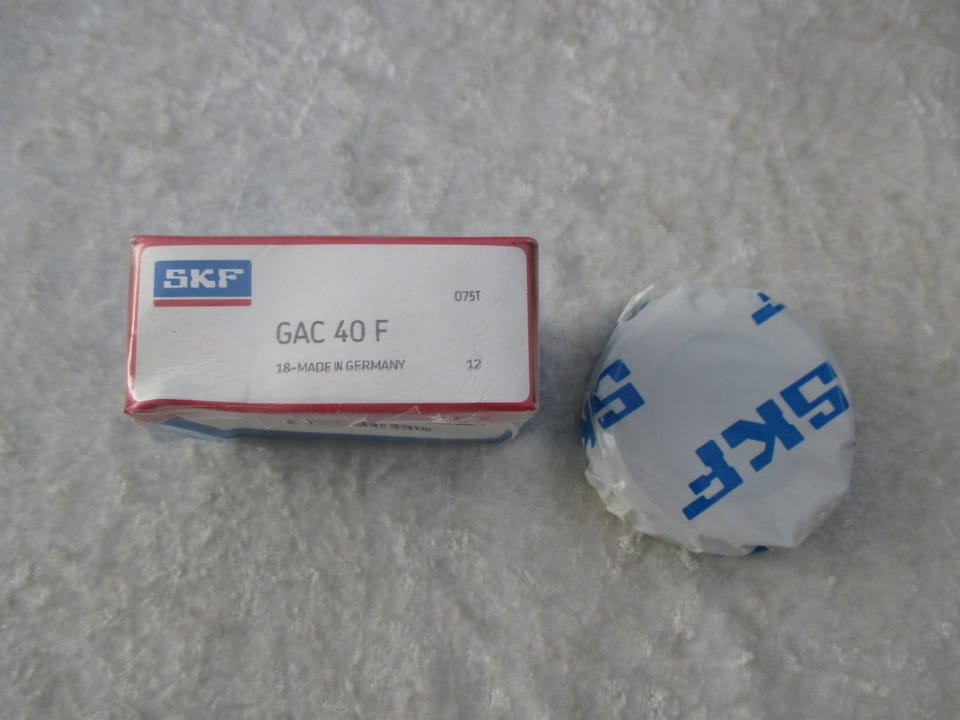 SKF
075T
GAC 40 F
18-MADE IN GERMANY 12
SKF